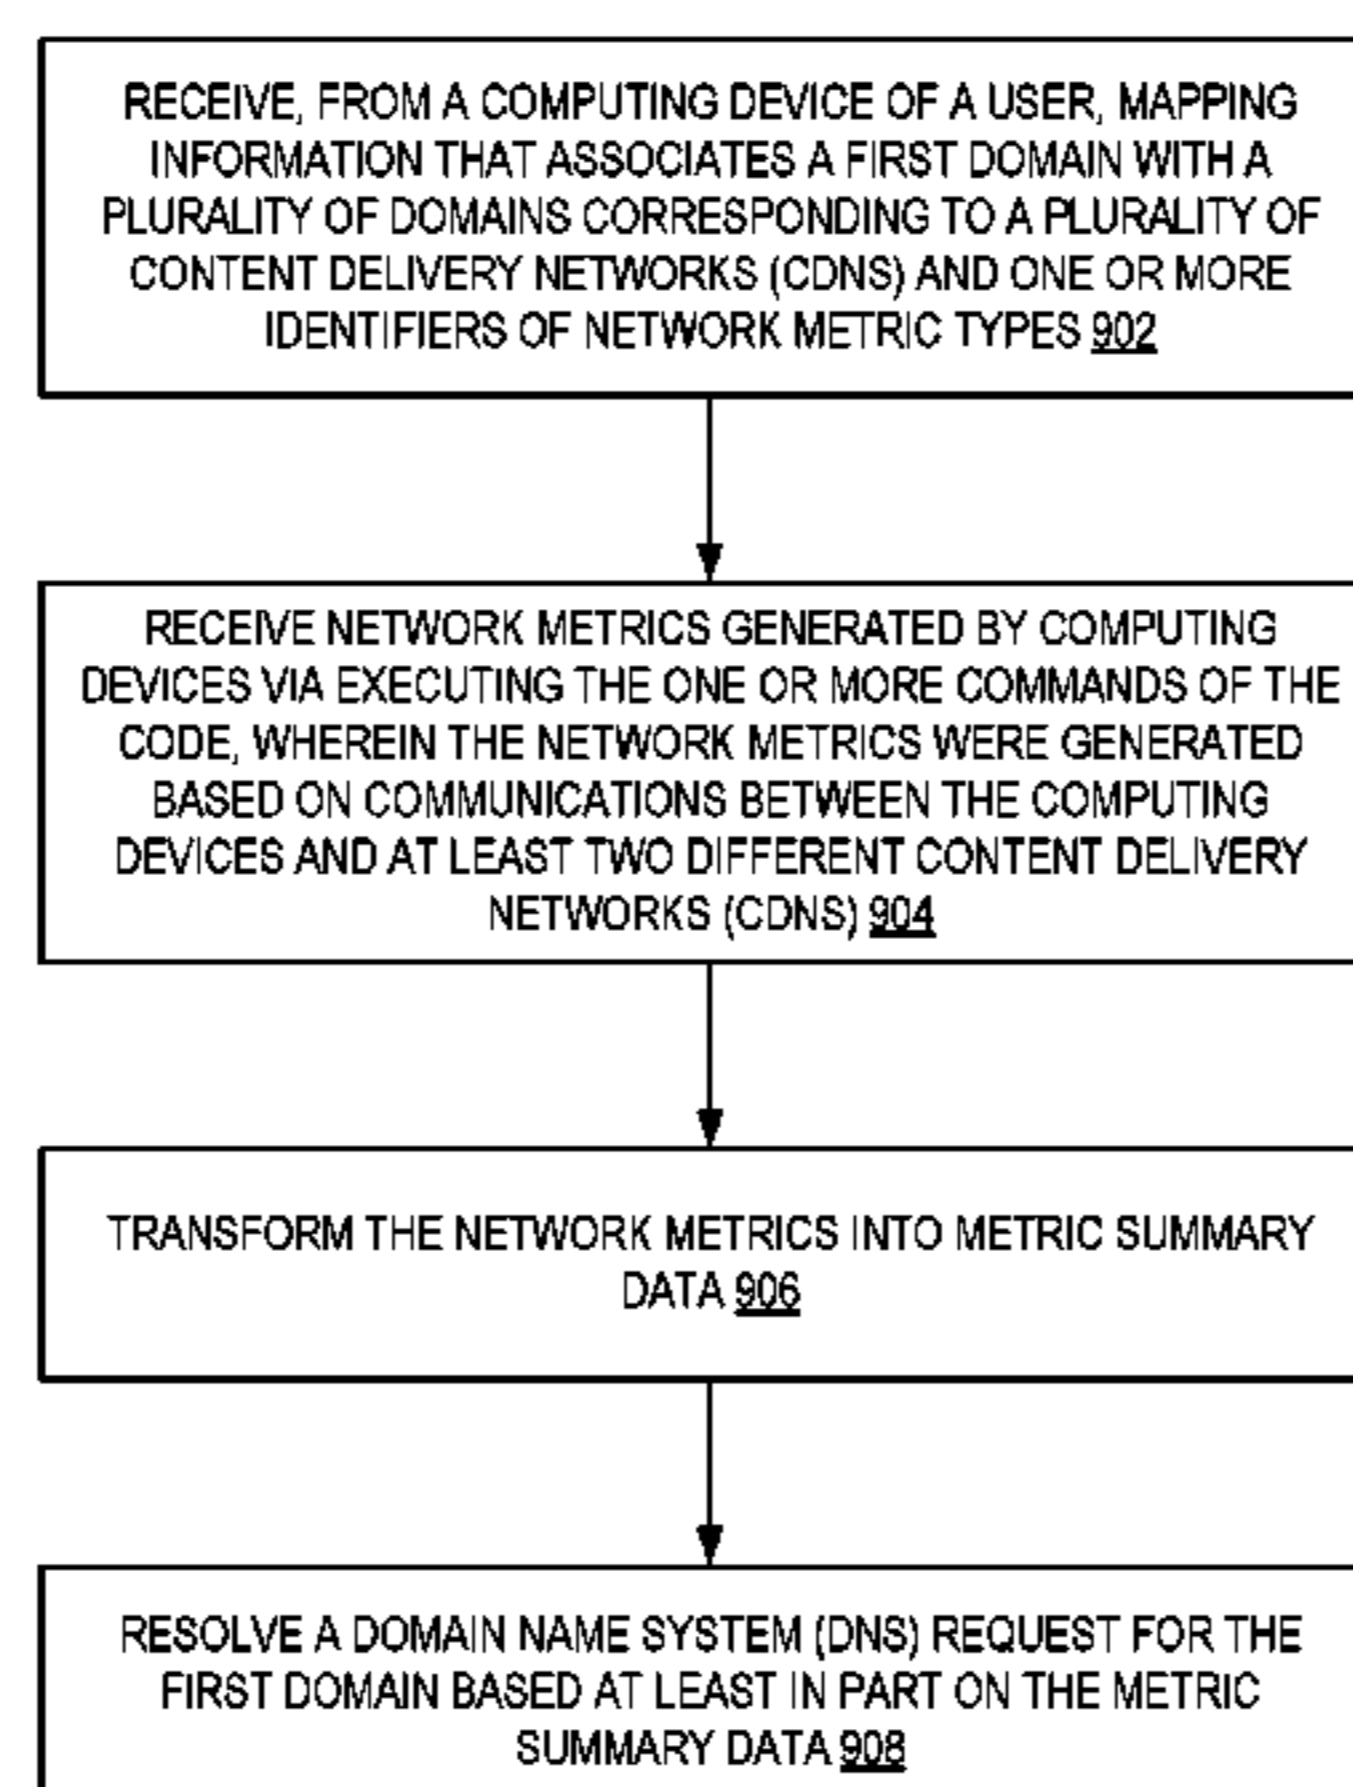 RECEIVE, FROM A COMPUTING DEVICE OF A USER, MAPPING
INFORMATION THAT ASSOCIATES A FIRST DOMAIN WITH A
PLURALITY OF DOMAINS CORRESPONDING TO A PLURALITY OF
CONTENT DELIVERY NETWORKS (CDNS) AND ONE OR MORE
IDENTIFIERS OF NETWORK METRIC TYPES 902
RECEIVE NETWORK METRICS GENERATED BY COMPUTING
DEVICES VIA EXECUTING THE ONE OR MORE COMMANDS OF THE
CODE, WHEREIN THE NETWORK METRICS WERE GENERATED
BASED ON COMMUNICATIONS BETWEEN THE COMPUTING
DEVICES AND AT LEAST TWO DIFFERENT CONTENT DELIVERY
NETWORKS (CDNS) 904
TRANSFORM THE NETWORK METRICS INTO METRIC SUMMARY
DATA 906
RESOLVE A DOMAIN NAME SYSTEM (DNS) REQUEST FOR THE
FIRST DOMAIN BASED AT LEAST IN PART ON THE METRIC
SUMMARY DATA 908